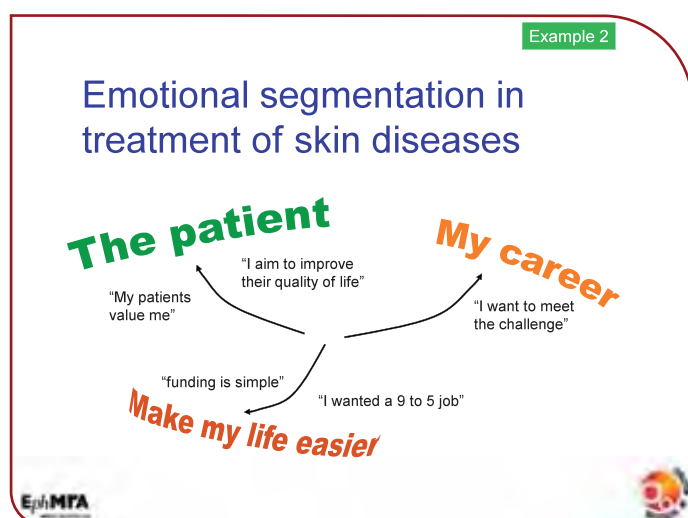 Example 2
Emotional segmentation in
treatment of skin diseases
The patient
My career
“I aim to improve
their quality of life”
“My patients
value me”
“I want to meet
the challenge”
“funding is simple”
“I wanted a 9 to 5 job”
Make my life easier
EphMRA